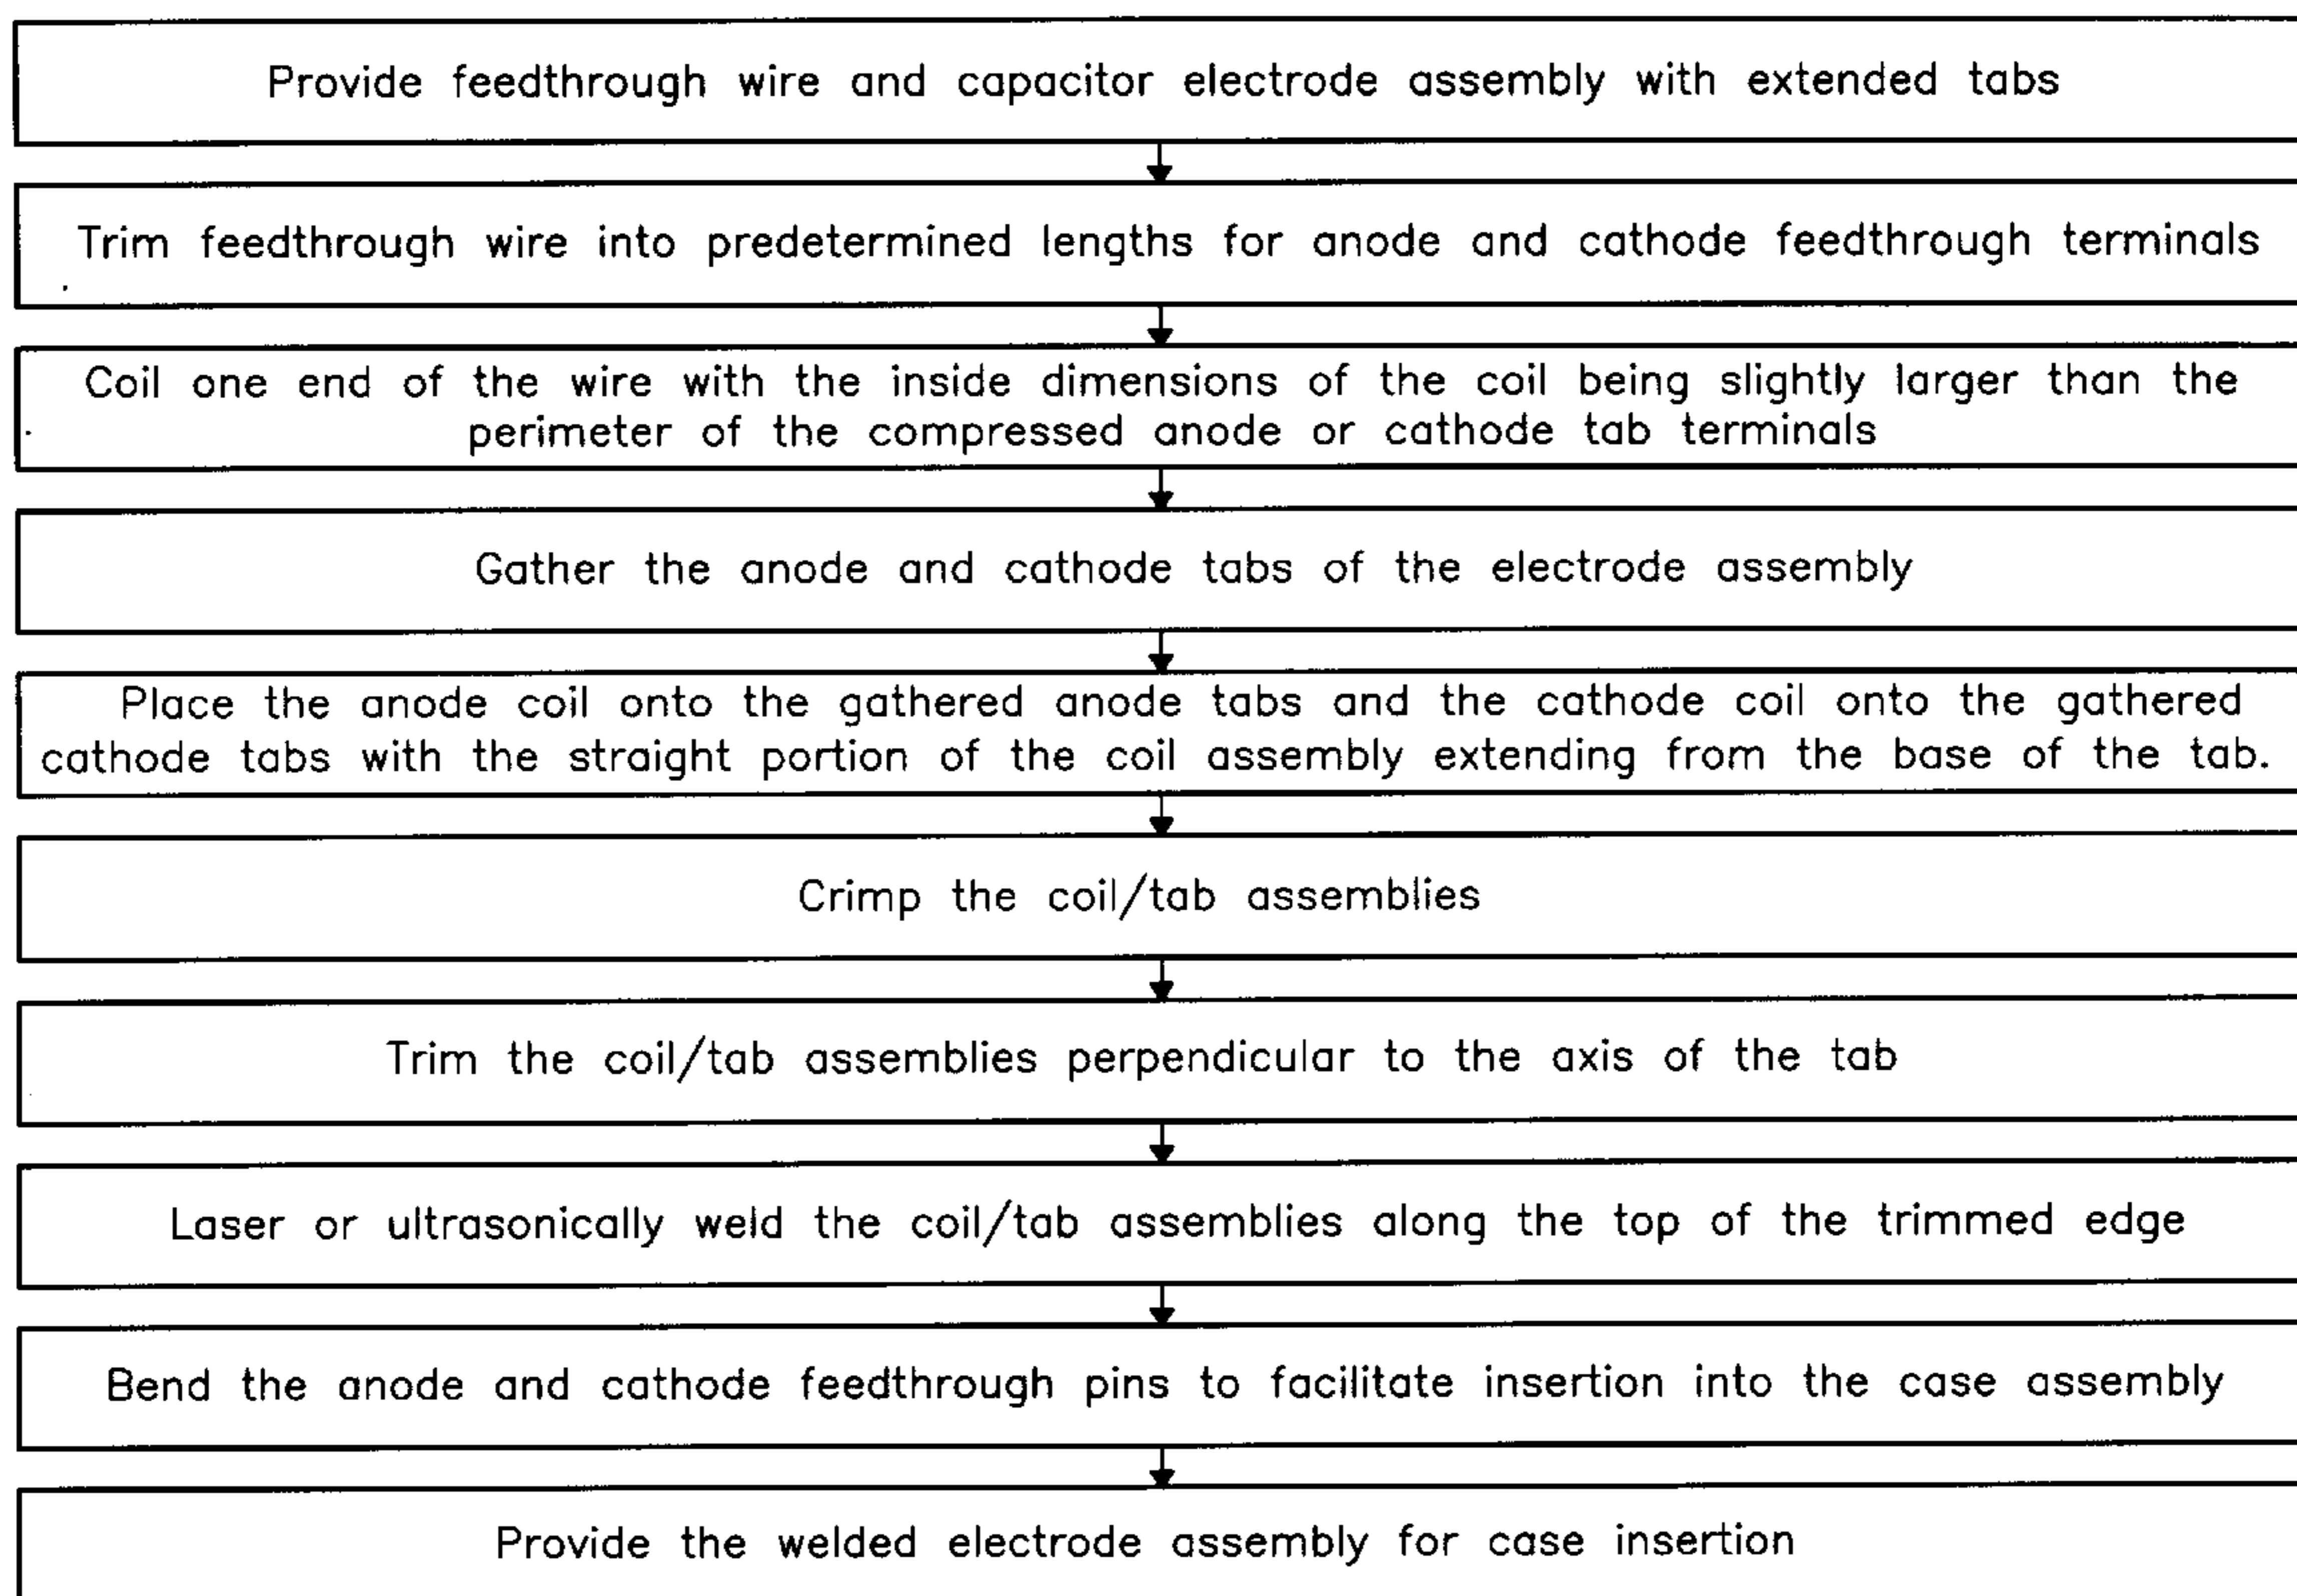 Provide feedthrough wire and capacitor electrode assembly with extended tabs
Trim feedthrough wire into predetermined lengths for anode and cathode feedthrough terminals
Coil one end of the wire with the inside dimensions of the coil being slightly larger than the
perimeter of the compressed anode or cathode tab terminals
Gather the anode and cathode tabs of the electrode assembly
Place the anode coil onto the gathered anode tabs and the cathode coil onto the gathered
cathode tabs with the straight portion of the coil assembly extending from the base of the tab.
Crimp the coil/tab assemblies
Trim the coil/tab assemblies perpendicular to the axis of the tab
Laser or ultrasonically weld the coil/tab assemblies along the top of the trimmed edge
Bend the anode and cathode feedthrough pins to facilitate insertion into the case assembly
Provide the welded electrode assembly for case insertion